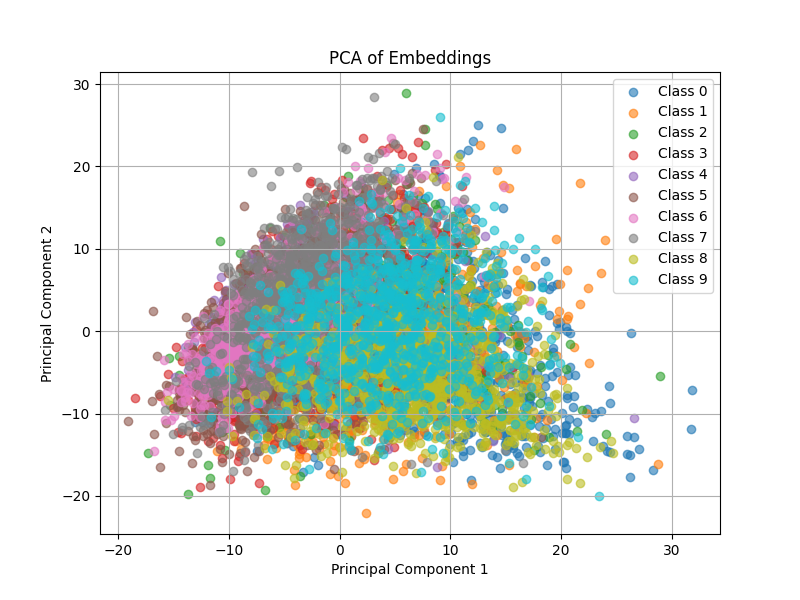 PCA of Embeddings
Class 0
Class 1
Class 2
Class 3
Class 4
Class 5
Class 6
Class 7
Class 8
Class 9
30
20
10
0
−10
−20
Principal Component 2
−20 −10 0 10 20 30
Principal Component 1